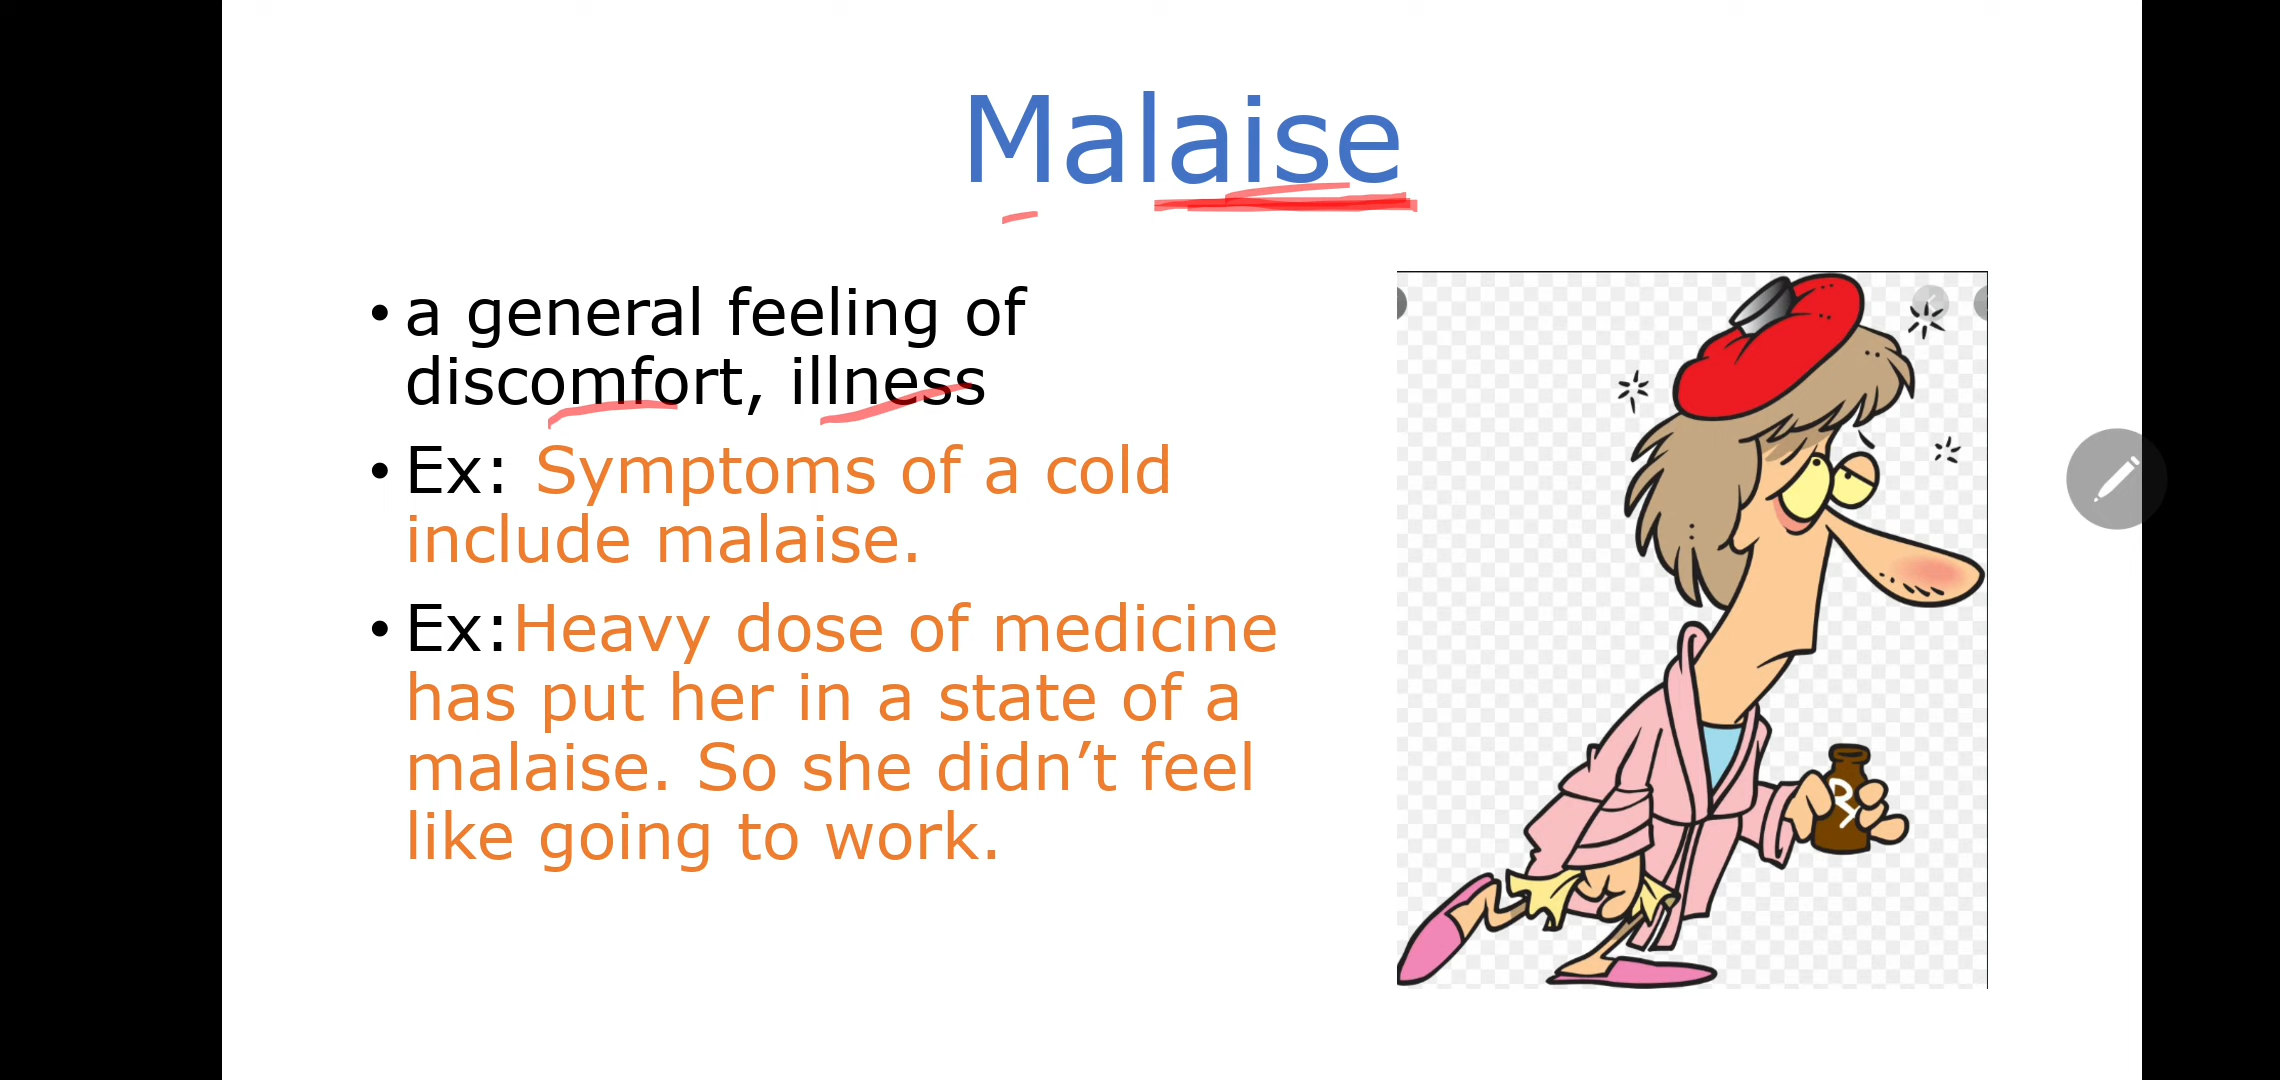 Malaise
• a general feeling of
discomfort, illness
• Ex: Symptoms of a cold
include malaise.
• Ex:Heavy dose of medicine
has put her in a state of a
malaise. So she didn’t feel
like going to work.
Rx